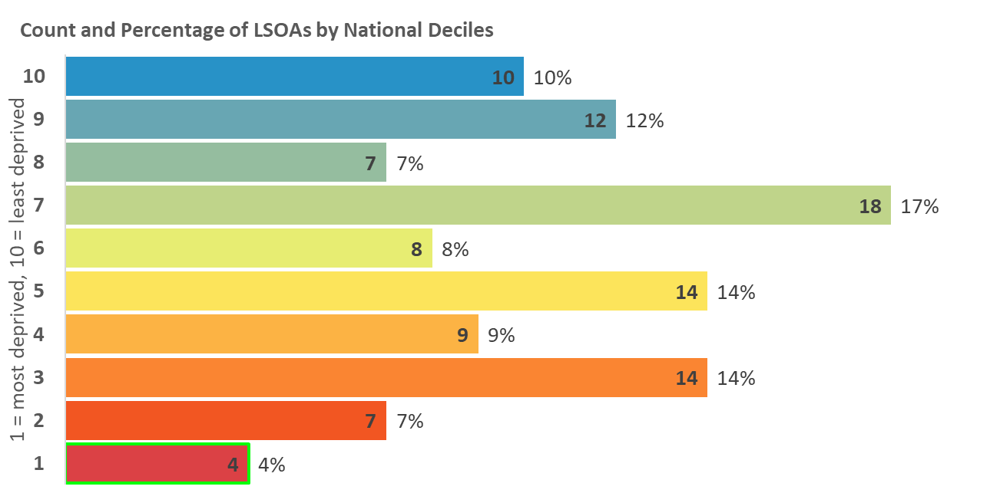 Count and Percentage of LSOAs by National Deciles
1 = most deprived, 10 = least deprived
10 10 10%
9 12 12%
8 7 7%
7 18 17%
6 8 8%
5 14 14%
4 9 9%
3 14 14%
2 7 7%
1 4 4%